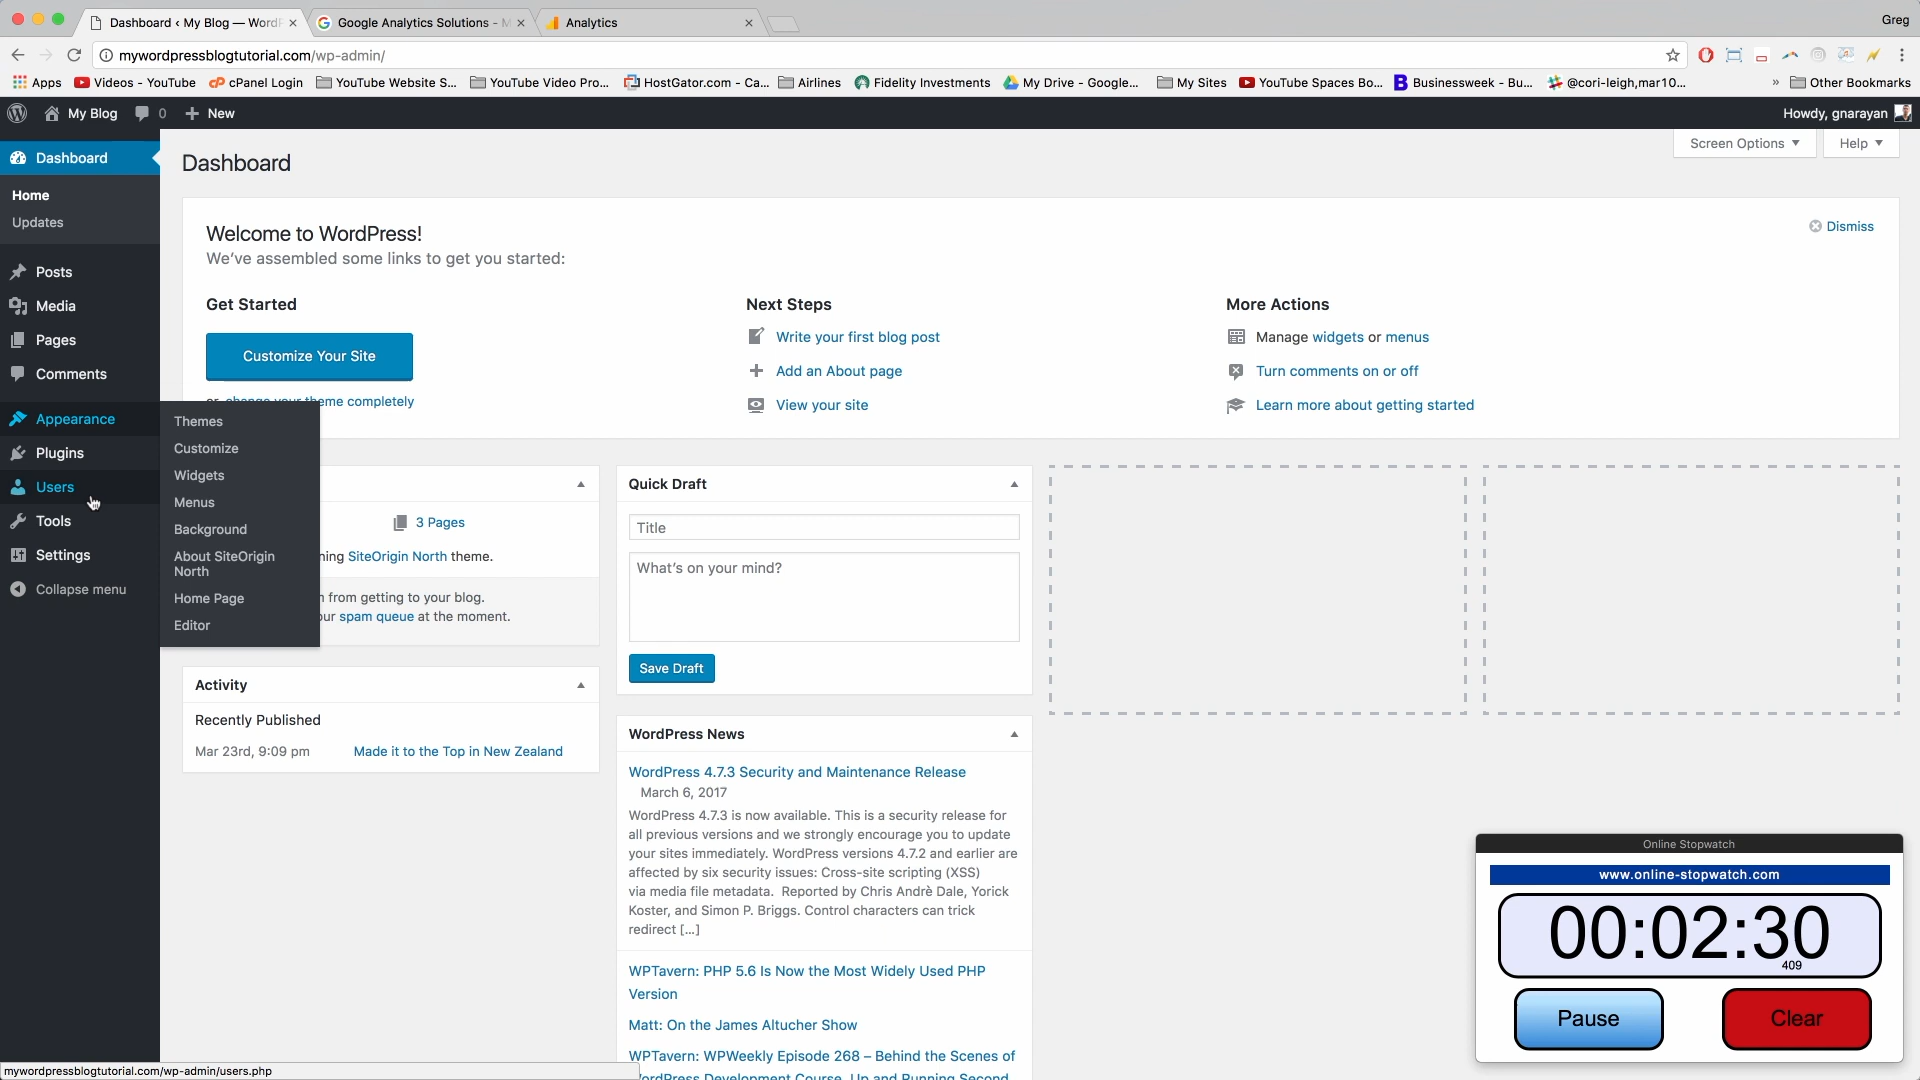 Dashboard ‹ My Blog — WordP
Google Analytics Solutions - M
Analytics
Greg
mywordpressblogtutorial.com/wp-admin/
Apps
Videos - YouTube
cPanel Login
YouTube Website S...
YouTube Video Pro...
HostGator.com - Ca...
Airlines
Fidelity Investments
My Drive - Google...
My Sites
YouTube Spaces Bo...
Businessweek - Bu...
@cori-leigh,mar10...
» Other Bookmarks
My Blog
0
+ New
Howdy, gnarayan
Dashboard
Home
Updates
Posts
Media
Pages
Comments
Appearance
Plugins
Users
Tools
Settings
Collapse menu
Themes
Customize
Widgets
Menus
Background
About SiteOrigin
North
Home Page
Editor
Dashboard
Screen Options
Help
Welcome to WordPress!
We've assembled some links to get you started:
Dismiss
Get Started
Customize Your Site
theme completely
Next Steps
Write your first blog post
Add an About page
View your site
More Actions
Manage widgets or menus
Turn comments on or off
Learn more about getting started
3 Pages
ning SiteOrigin North theme.
from getting to your blog.
our spam queue at the moment.
Activity
Recently Published
Mar 23rd, 9:09 pm
Made it to the Top in New Zealand
Quick Draft
Title
What's on your mind?
Save Draft
WordPress News
WordPress 4.7.3 Security and Maintenance Release
March 6, 2017
WordPress 4.7.3 is now available. This is a security release for
all previous versions and we strongly encourage you to update
your sites immediately. WordPress versions 4.7.2 and earlier are
affected by six security issues: Cross-site scripting (XSS)
via media file metadata. Reported by Chris Andrè Dale, Yorick
Koster, and Simon P. Briggs. Control characters can trick
redirect [...]
WPTavern: PHP 5.6 Is Now the Most Widely Used PHP
Version
Matt: On the James Altucher Show
WPTavern: WPWeekly Episode 268 – Behind the Scenes of
WordPress Development Course, Up and Running Second
Online Stopwatch
www.online-stopwatch.com
00:02:30
409
Pause
Clear
mywordpressblogtutorial.com/wp-admin/users.php